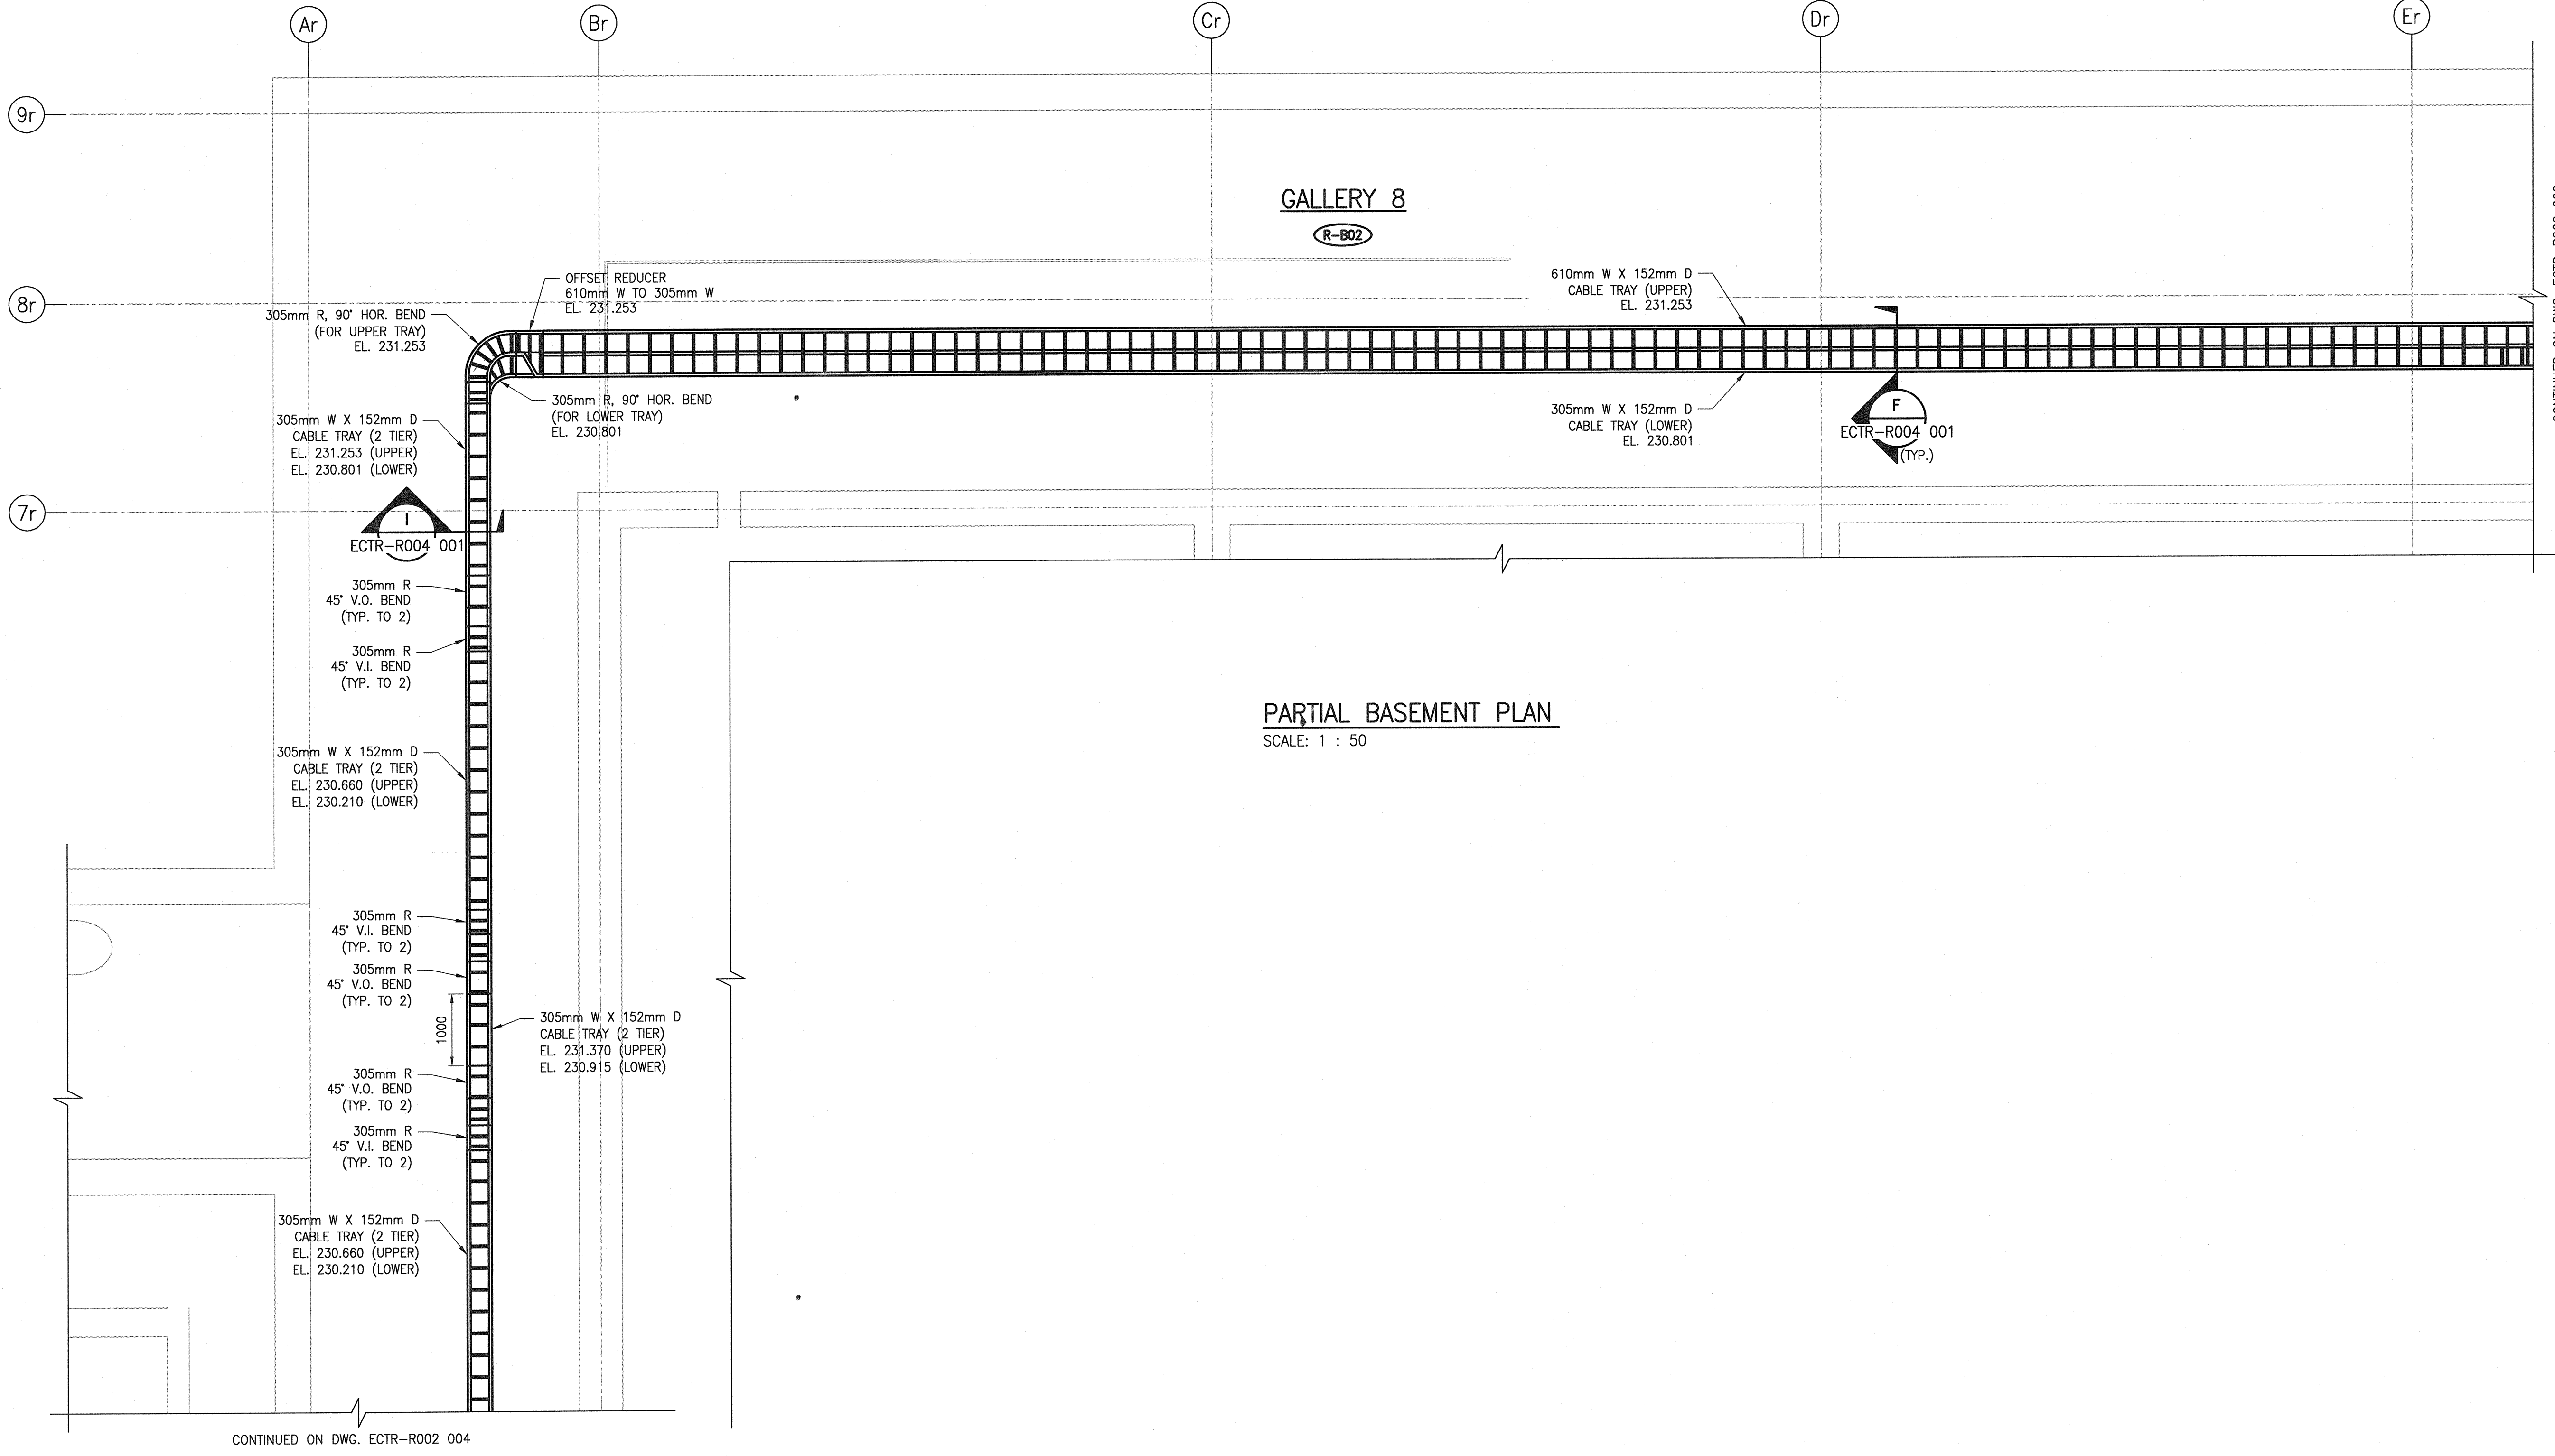 Ar
Br
Cr
Dr
Er
9r
8r
7r
GALLERY 8
R-B02
OFFSET REDUCER
610mm W TO 305mm W
EL. 231.253
305mm R, 90° HOR. BEND
(FOR UPPER TRAY)
EL. 231.253
610mm W X 152mm D
CABLE TRAY (UPPER)
EL. 231.253
305mm R, 90° HOR. BEND
(FOR LOWER TRAY)
EL. 230.801
305mm W X 152mm D
CABLE TRAY (LOWER)
EL. 230.801
F
ECTR-R004 001
(TYP.)
305mm W X 152mm D
CABLE TRAY (2 TIER)
EL. 231.253 (UPPER)
EL. 230.801 (LOWER)
I
ECTR-R004 001
305mm R
45° V.O. BEND
(TYP. TO 2)
305mm R
45° V.I. BEND
(TYP. TO 2)
PARTIAL BASEMENT PLAN
SCALE: 1 : 50
305mm W X 152mm D
CABLE TRAY (2 TIER)
EL. 230.660 (UPPER)
EL. 230.210 (LOWER)
305mm R
45° V.I. BEND
(TYP. TO 2)
305mm R
45° V.O. BEND
(TYP. TO 2)
1000
305mm W X 152mm D
CABLE TRAY (2 TIER)
EL. 231.370 (UPPER)
EL. 230.915 (LOWER)
305mm R
45° V.O. BEND
(TYP. TO 2)
305mm R
45° V.I. BEND
(TYP. TO 2)
305mm W X 152mm D
CABLE TRAY (2 TIER)
EL. 230.660 (UPPER)
EL. 230.210 (LOWER)
CONTINUED ON DWG. ECTR-R002 004